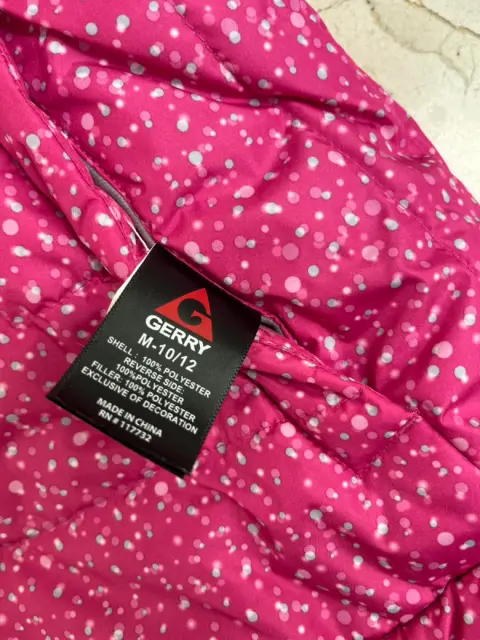 GERRY
M-10/12
SHELL: 100% POLYESTER
REVERSE SIDE:
100%POLYESTER
FILLER: 100% POLYESTER
EXCLUSIVE OF DECORATION
MADE IN CHINA
RN # 117732